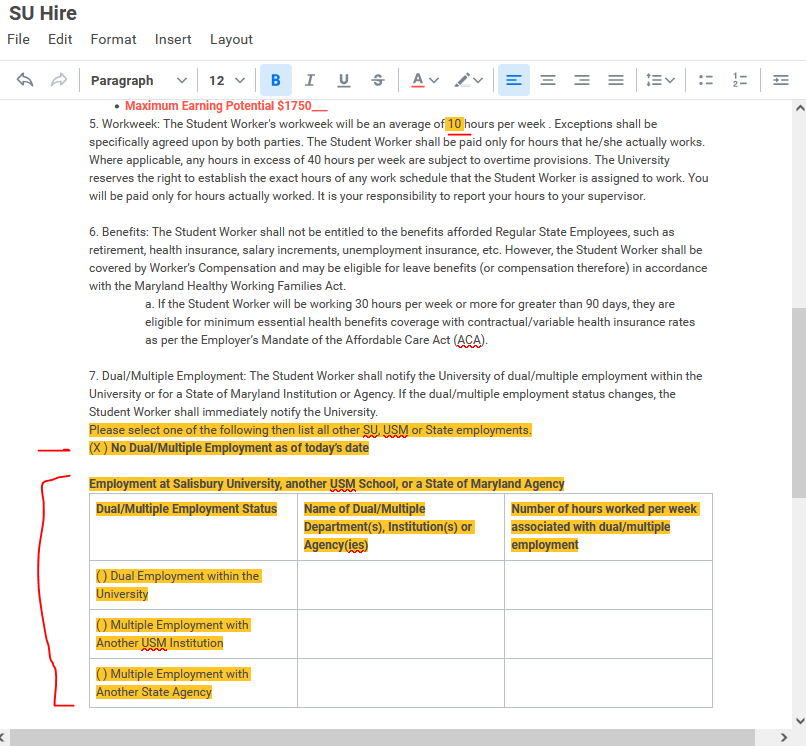 SU Hire
File Edit Format Insert Layout
Paragraph 12 B I U S A
• Maximum Earning Potential $1750___
5. Workweek: The Student Worker's workweek will be an average of 10 hours per week . Exceptions shall be
specifically agreed upon by both parties. The Student Worker shall be paid only for hours that he/she actually works.
Where applicable, any hours in excess of 40 hours per week are subject to overtime provisions. The University
reserves the right to establish the exact hours of any work schedule that the Student Worker is assigned to work. You
will be paid only for hours actually worked. It is your responsibility to report your hours to your supervisor.
6. Benefits: The Student Worker shall not be entitled to the benefits afforded Regular State Employees, such as
retirement, health insurance, salary increments, unemployment insurance, etc. However, the Student Worker shall be
covered by Worker's Compensation and may be eligible for leave benefits (or compensation therefore) in accordance
with the Maryland Healthy Working Families Act.
a. If the Student Worker will be working 30 hours per week or more for greater than 90 days, they are
eligible for minimum essential health benefits coverage with contractual/variable health insurance rates
as per the Employer's Mandate of the Affordable Care Act (ACA).
7. Dual/Multiple Employment: The Student Worker shall notify the University of dual/multiple employment within the
University or for a State of Maryland Institution or Agency. If the dual/multiple employment status changes, the
Student Worker shall immediately notify the University.
Please select one of the following then list all other SU, USM or State employments.
(X ) No Dual/Multiple Employment as of today's date
Employment at Salisbury University, another USM School, or a State of Maryland Agency
Dual/Multiple Employment Status
Name of Dual/Multiple
Department(s), Institution(s) or
Agency(ies)
Number of hours worked per week
associated with dual/multiple
employment
( ) Dual Employment within the
University
( ) Multiple Employment with
Another USM Institution
( ) Multiple Employment with
Another State Agency